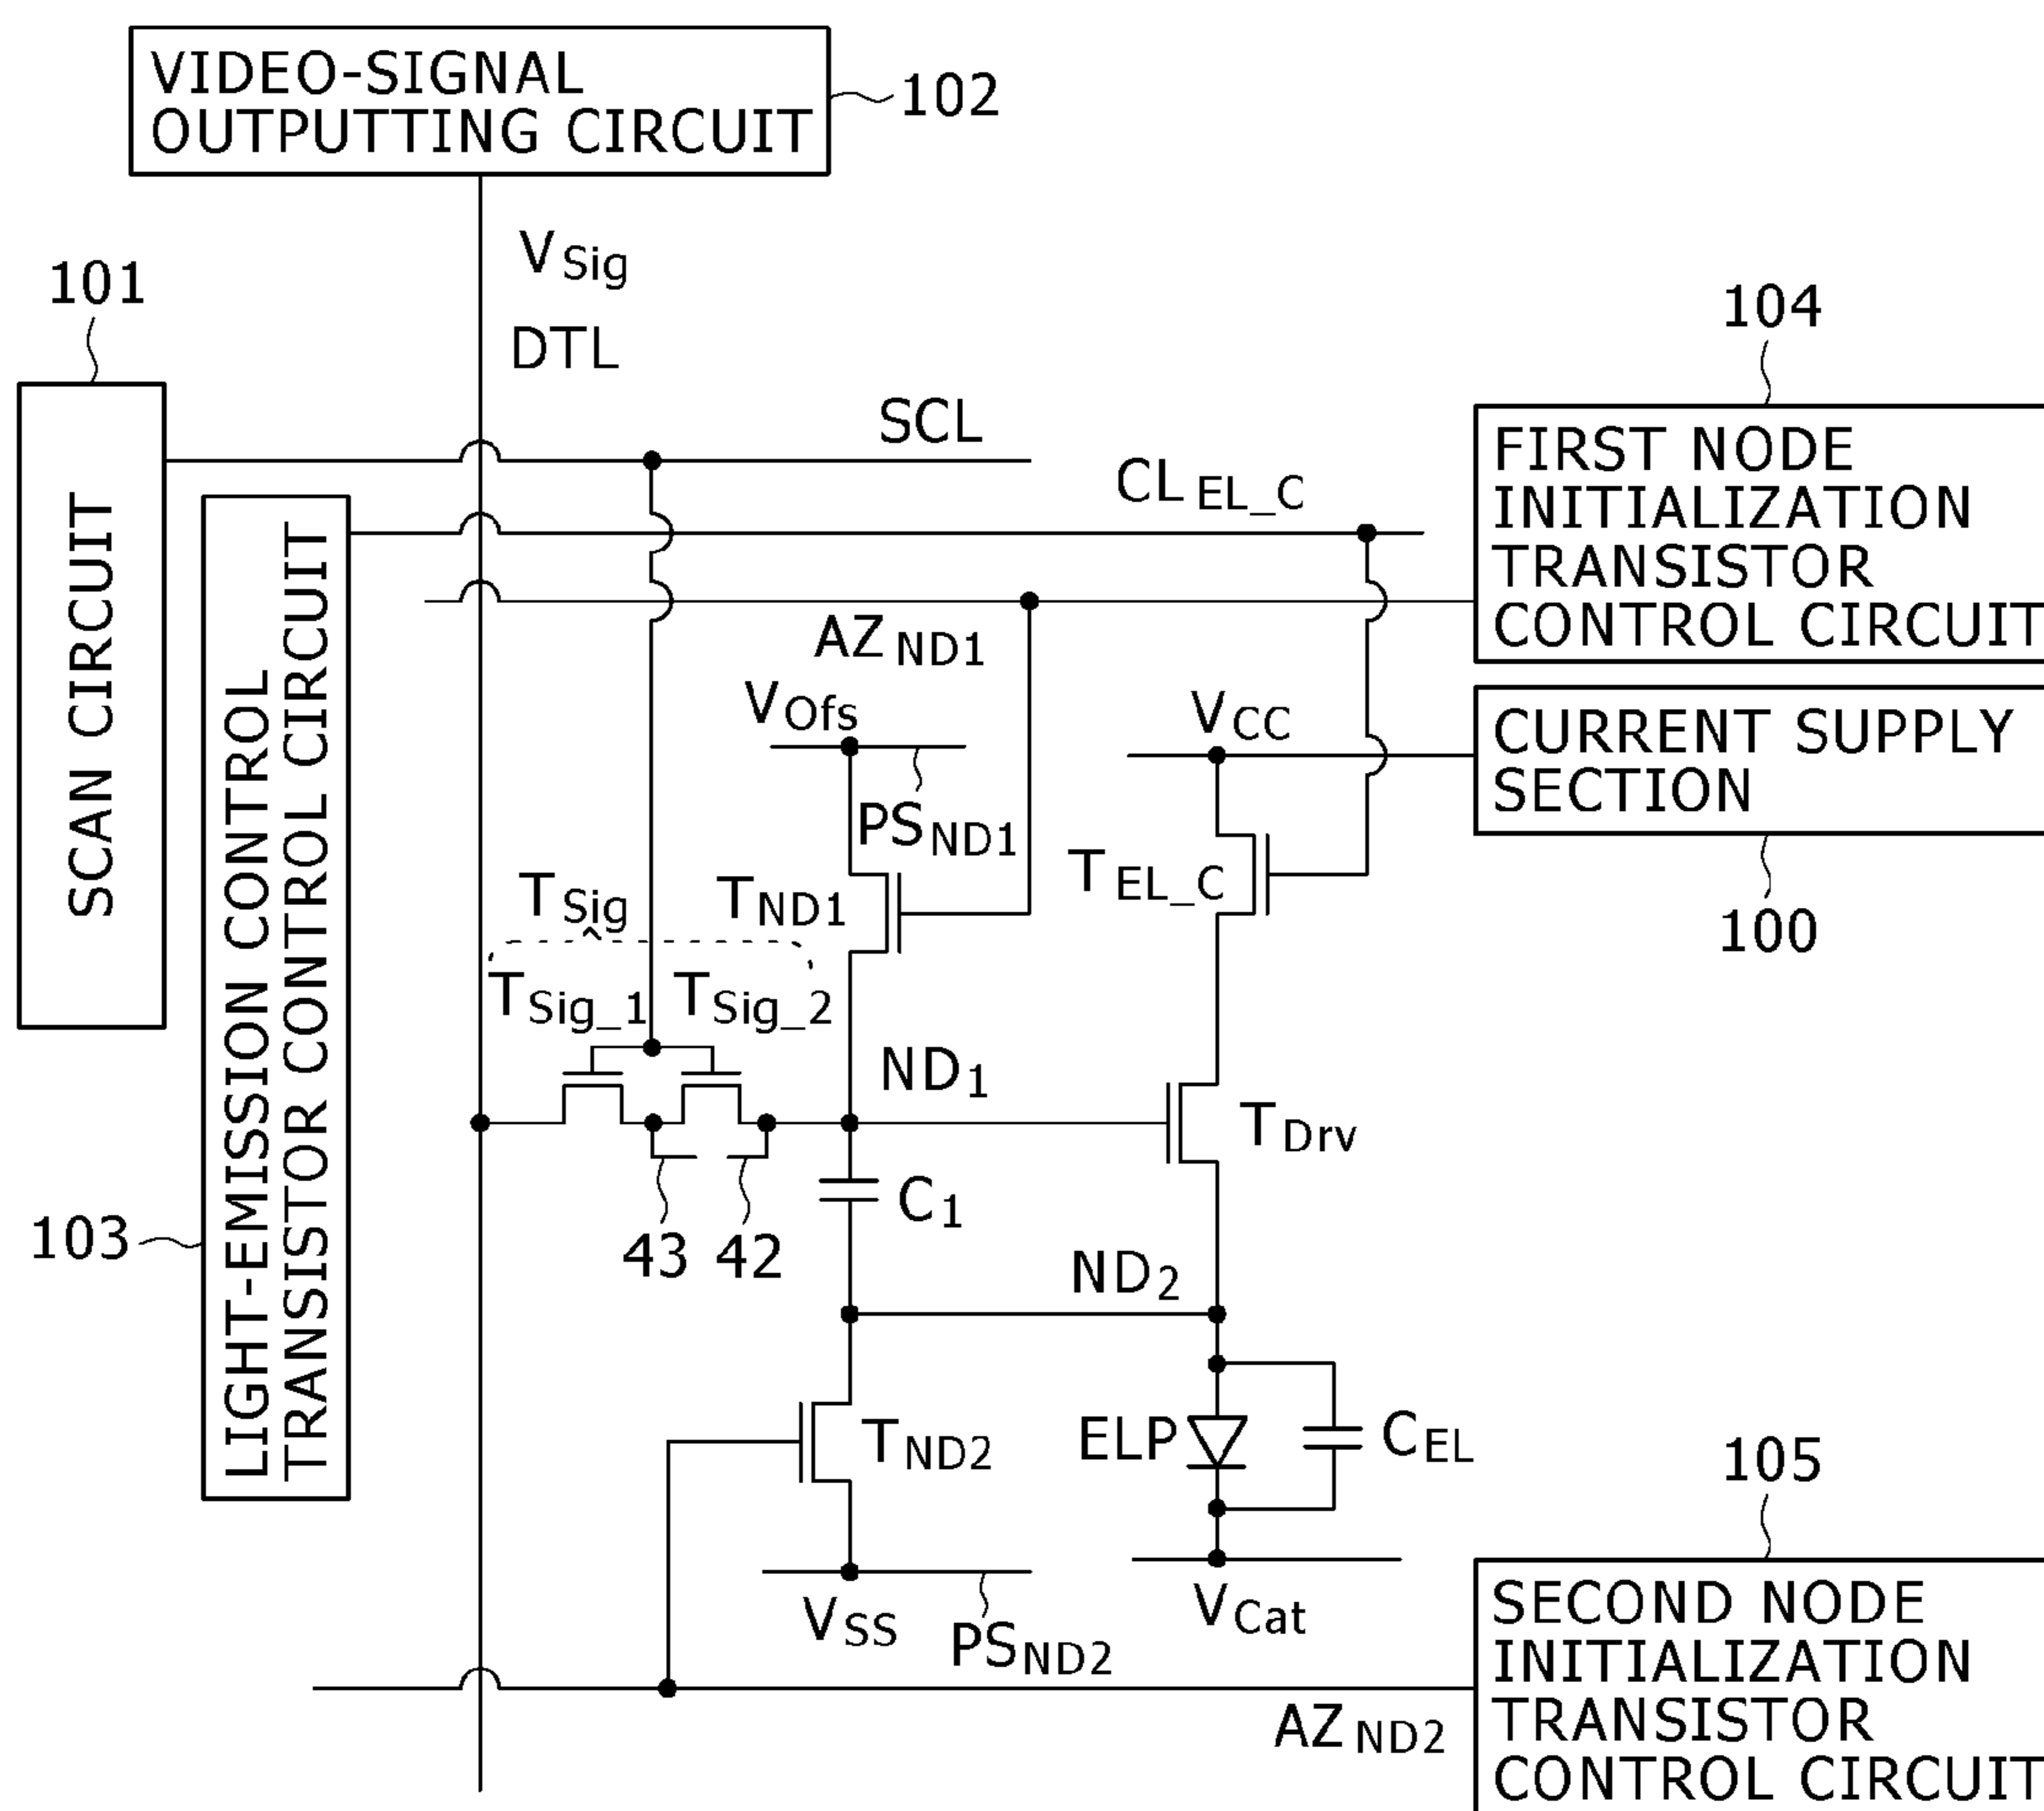 VIDEO-SIGNAL
OUTPUTTING CIRCUIT
102
VSig
DTL
101
SCAN CIRCUIT
SCL
CLEL_C
104
FIRST NODE
INITIALIZATION
TRANSISTOR
CONTROL CIRCUIT
AZND1
VOfs
PSND1
VCC
CURRENT SUPPLY
SECTION
100
LIGHT-EMISSION CONTROL
TRANSISTOR CONTROL CIRCUIT
103
TSig
TND1
TEL_C
TSig_1
TSig_2
ND1
TDrv
C1
43
42
ND2
TND2
ELP
CEL
105
VSS
PSND2
VCat
SECOND NODE
INITIALIZATION
TRANSISTOR
CONTROL CIRCUIT
AZND2